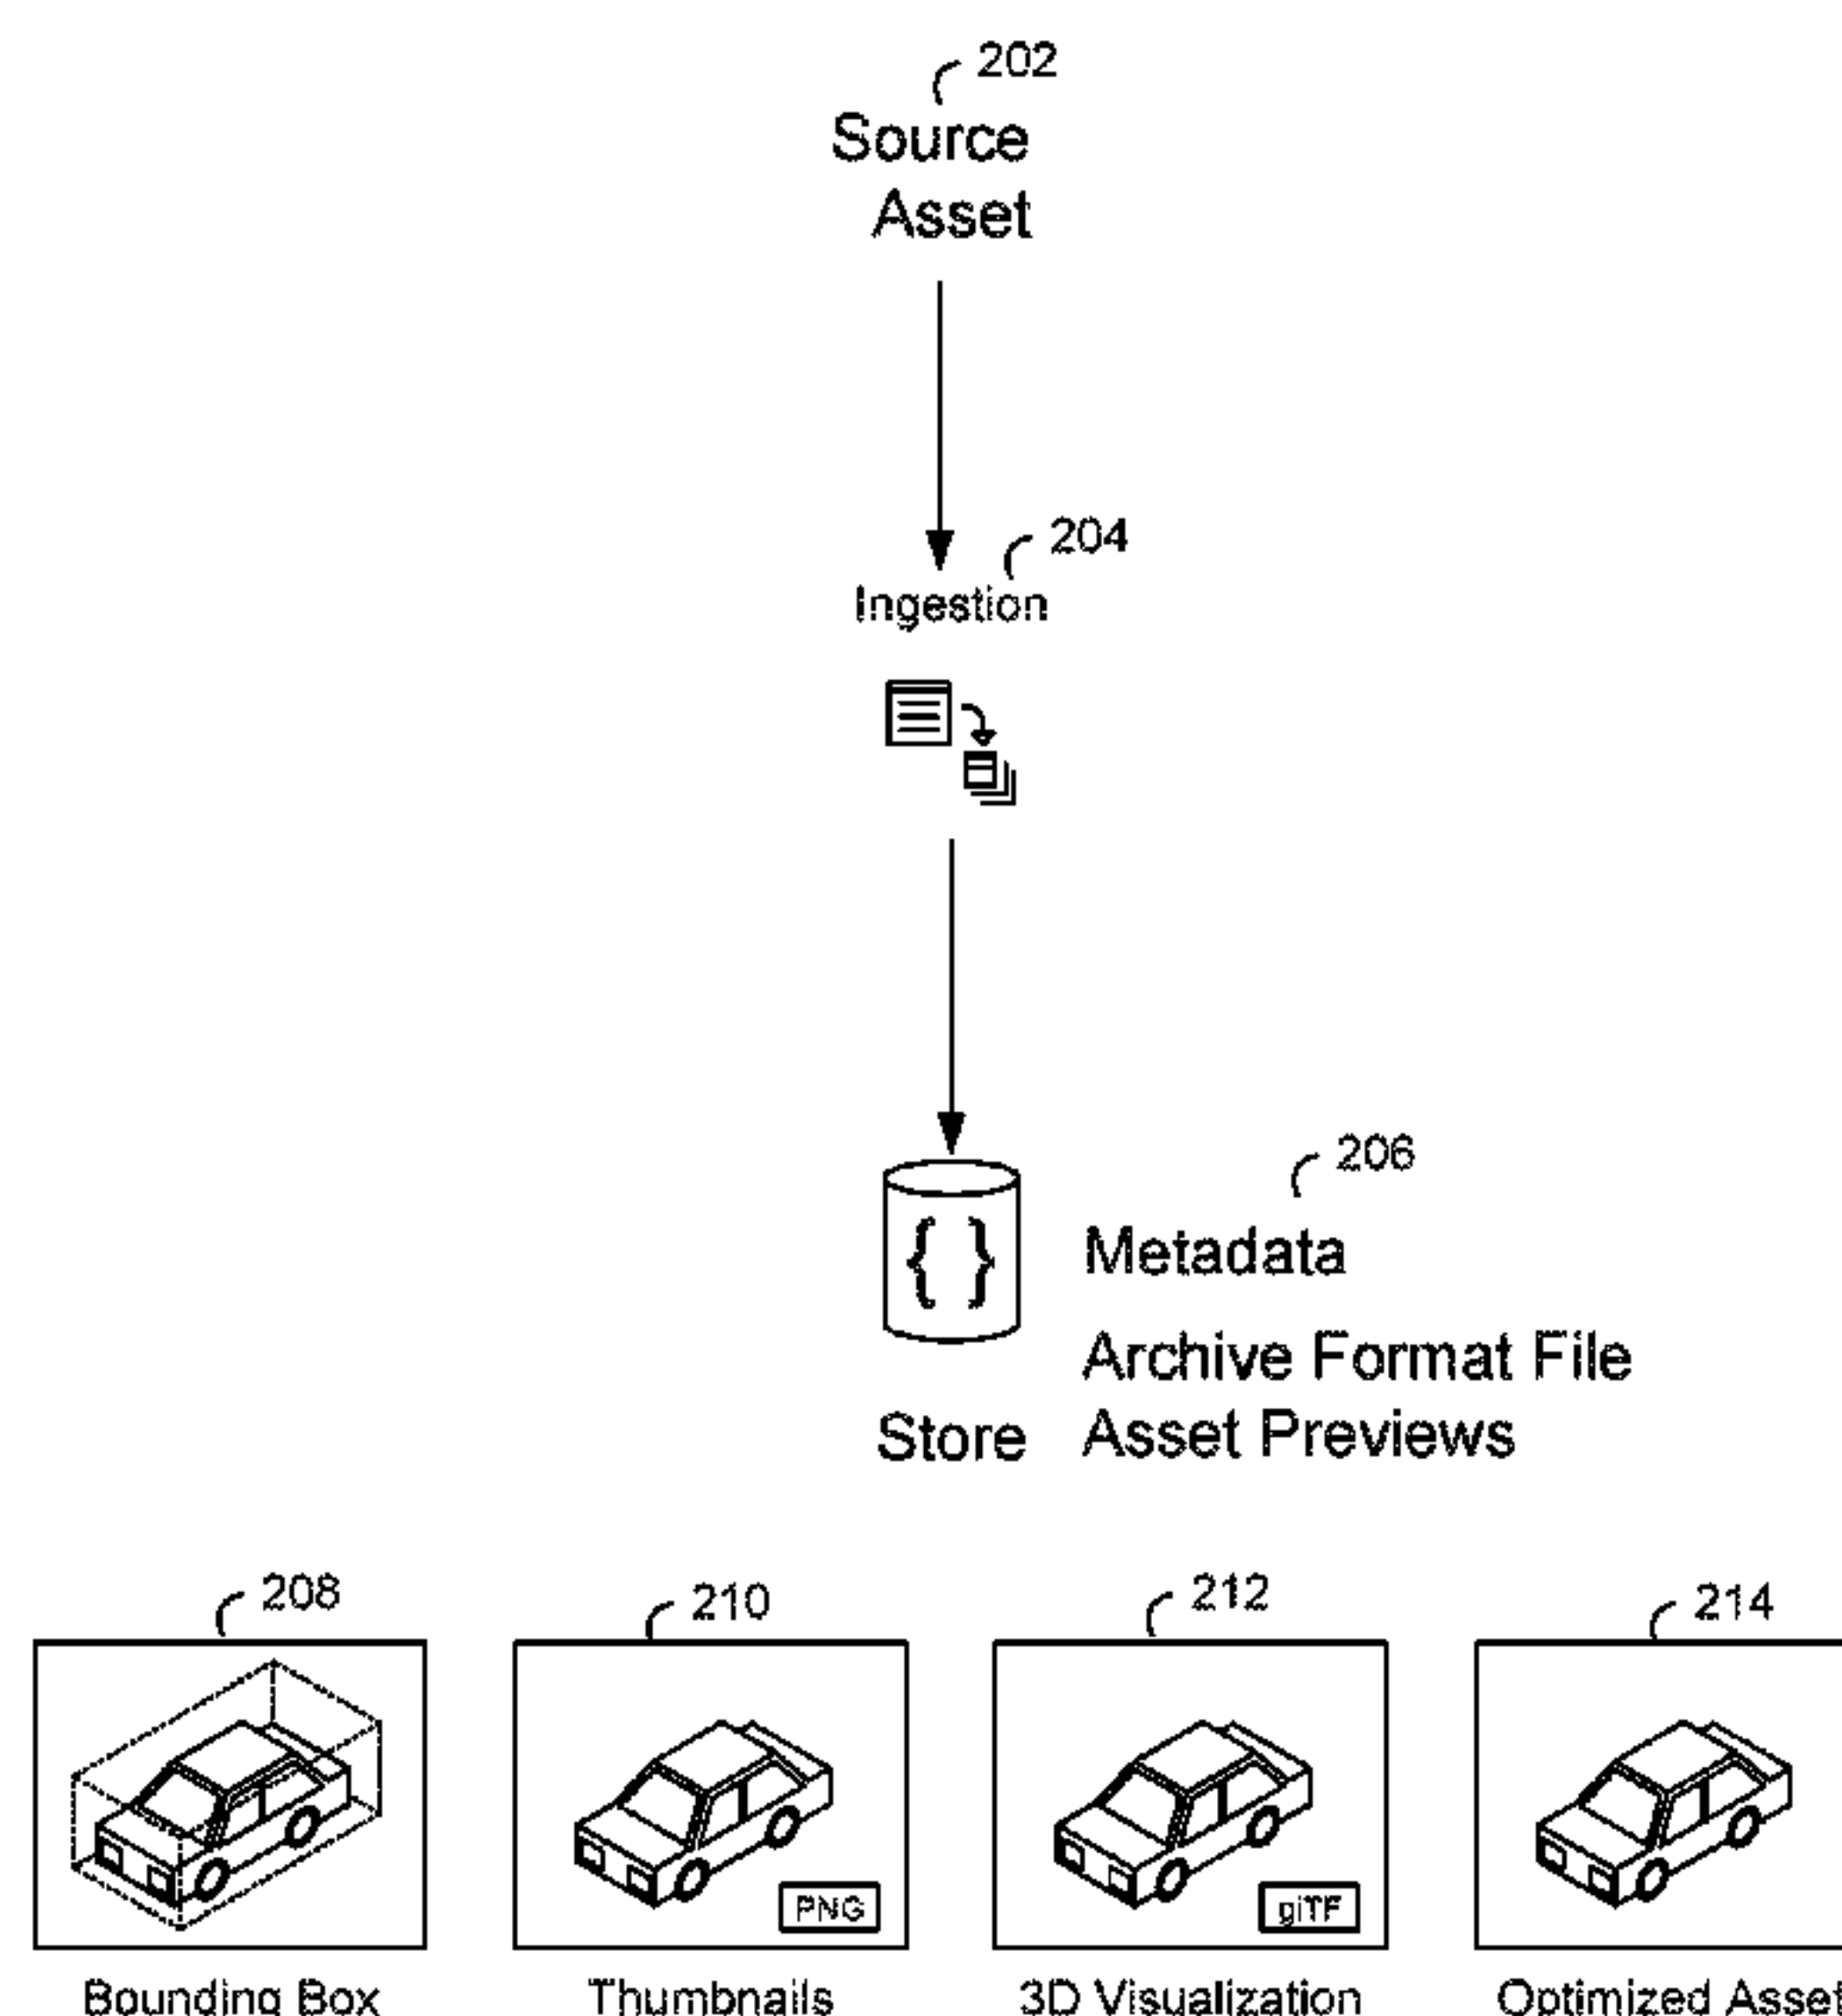 202
Source
Asset
204
Ingestion
{ }
206
Metadata
Archive Format File
Store Asset Previews
208
210
212
214
PNG
giTF
Bounding Box
Thumbnails
3D Visualization
Optimized Asset